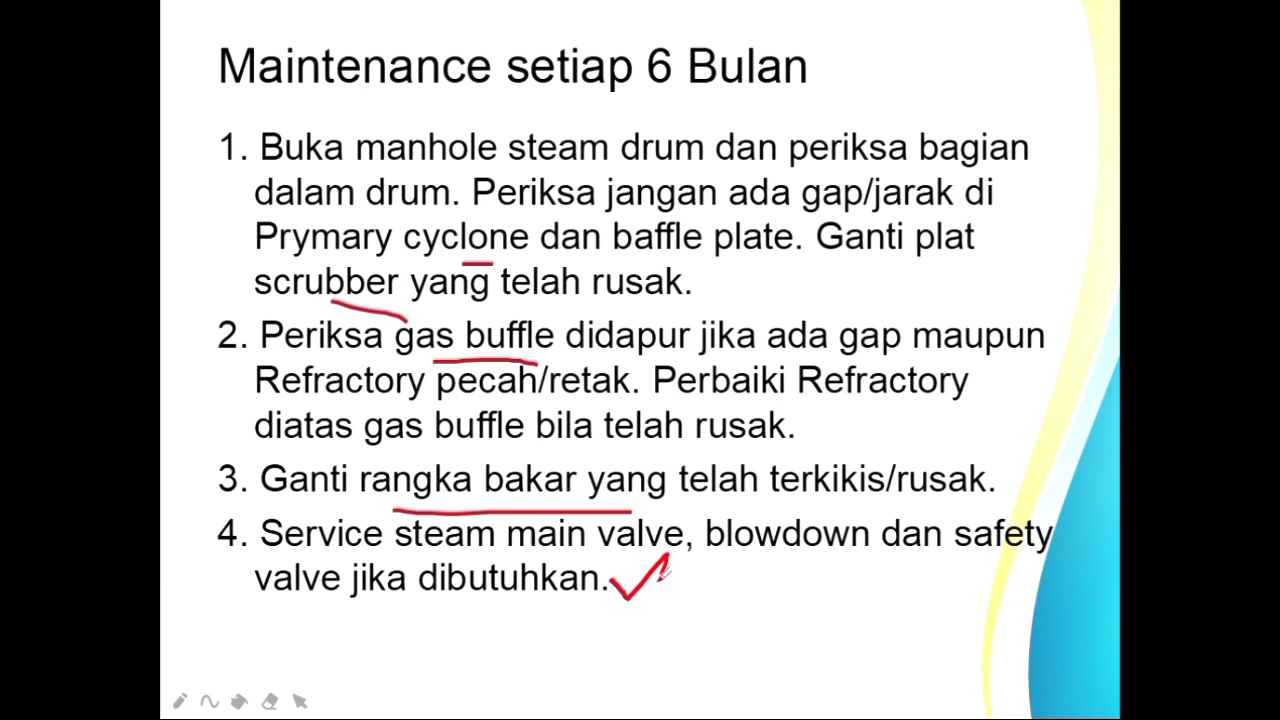 Maintenance setiap 6 Bulan
1. Buka manhole steam drum dan periksa bagian
dalam drum. Periksa jangan ada gap/jarak di
Prymary cyclone dan baffle plate. Ganti plat
scrubber yang telah rusak.
2. Periksa gas buffle didapur jika ada gap maupun
Refractory pecah/retak. Perbaiki Refractory
diatas gas buffle bila telah rusak.
3. Ganti rangka bakar yang telah terkikis/rusak.
4. Service steam main valve, blowdown dan safety
valve jika dibutuhkan.